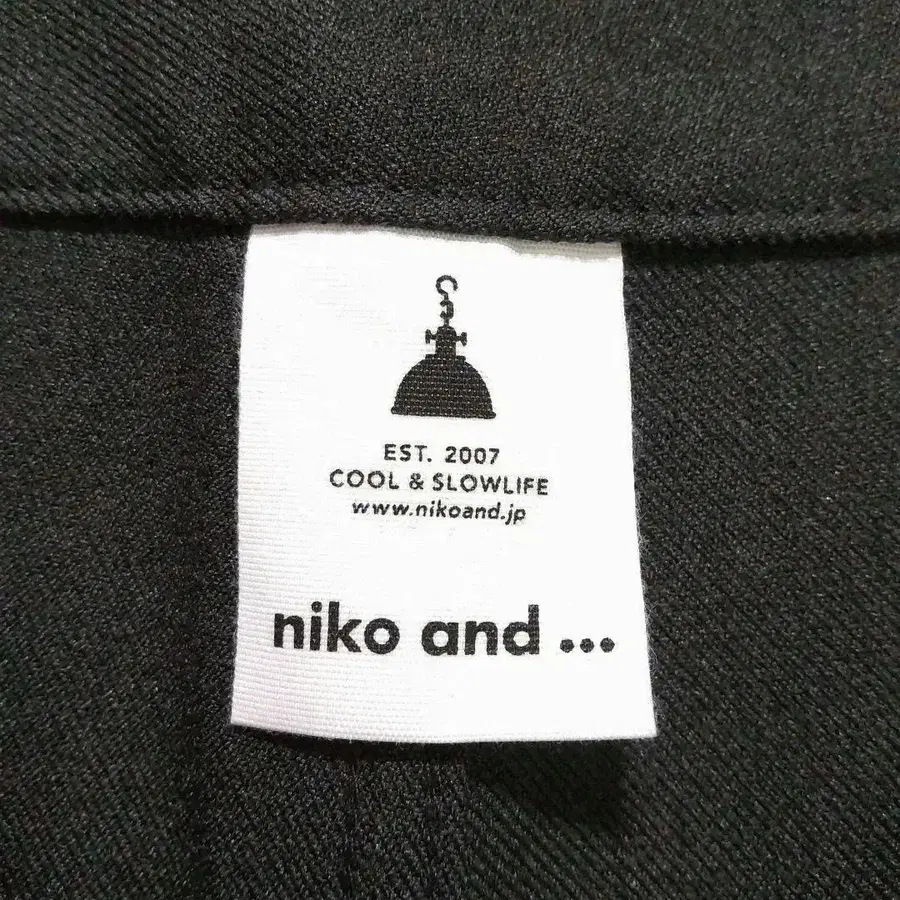 EST. 2007
COOL & SLOWLIFE
www.nikoand.jp
niko and ...